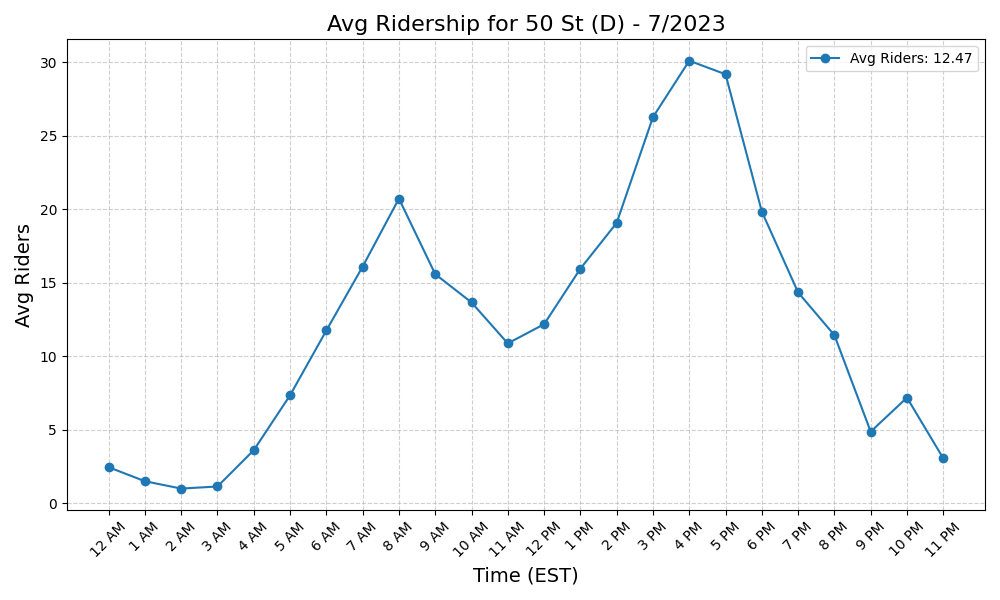 Avg Ridership for 50 St (D) - 7/2023
Avg Riders: 12.47
Avg Riders
30
25
20
15
10
5
0
12 AM
1 AM
2 AM
3 AM
4 AM
5 AM
6 AM
7 AM
8 AM
9 AM
10 AM
11 AM
12 PM
1 PM
2 PM
3 PM
4 PM
5 PM
6 PM
7 PM
8 PM
9 PM
10 PM
11 PM
Time (EST)